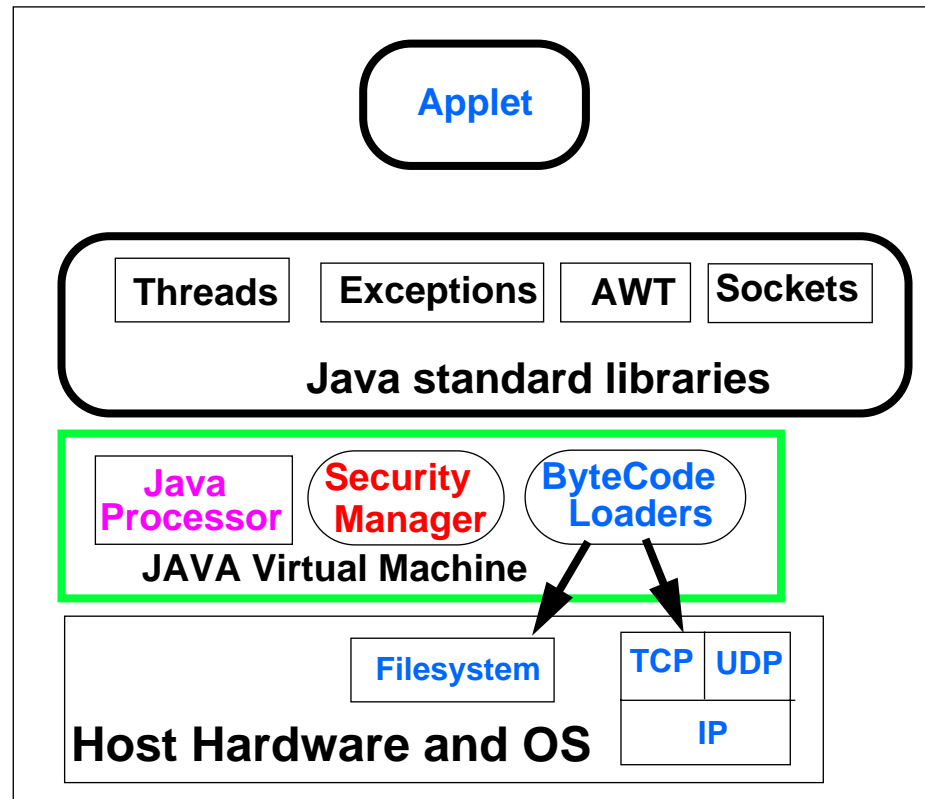 Applet
Threads
Exceptions
AWT
Sockets
Java standard libraries
Java
Processor
Security
Manager
ByteCode
Loaders
JAVA Virtual Machine
Filesystem
TCP
UDP
IP
Host Hardware and OS